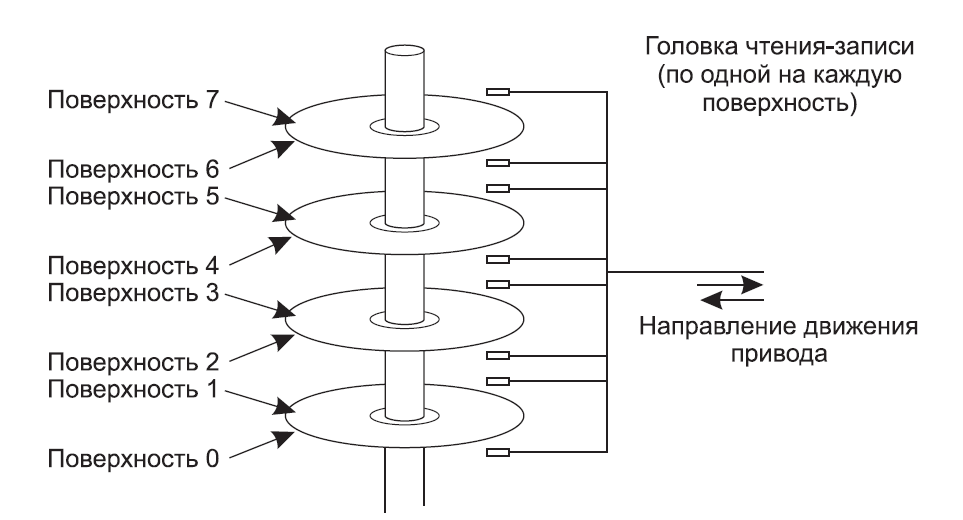 Головка чтения-записи
(по одной на каждую
поверхность)
Поверхность 7
Поверхность 6
Поверхность 5
Поверхность 4
Поверхность 3
Поверхность 2
Поверхность 1
Поверхность 0
Направление движения
привода